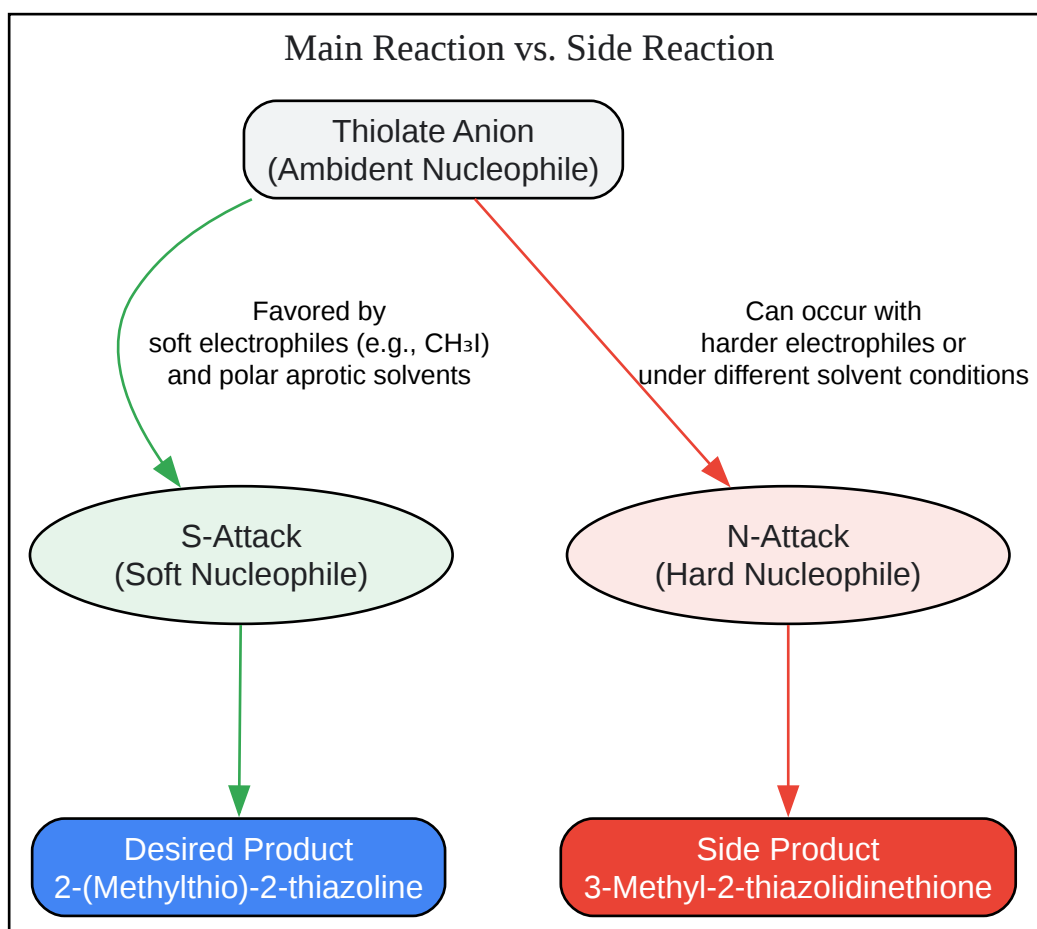 Main Reaction vs. Side Reaction
Thiolate Anion
(Ambident Nucleophile)
Favored by
soft electrophiles (e.g., CH₃I)
and polar aprotic solvents
Can occur with
harder electrophiles or
under different solvent conditions
S-Attack
(Soft Nucleophile)
N-Attack
(Hard Nucleophile)
Desired Product
2-(Methylthio)-2-thiazoline
Side Product
3-Methyl-2-thiazolidinethione